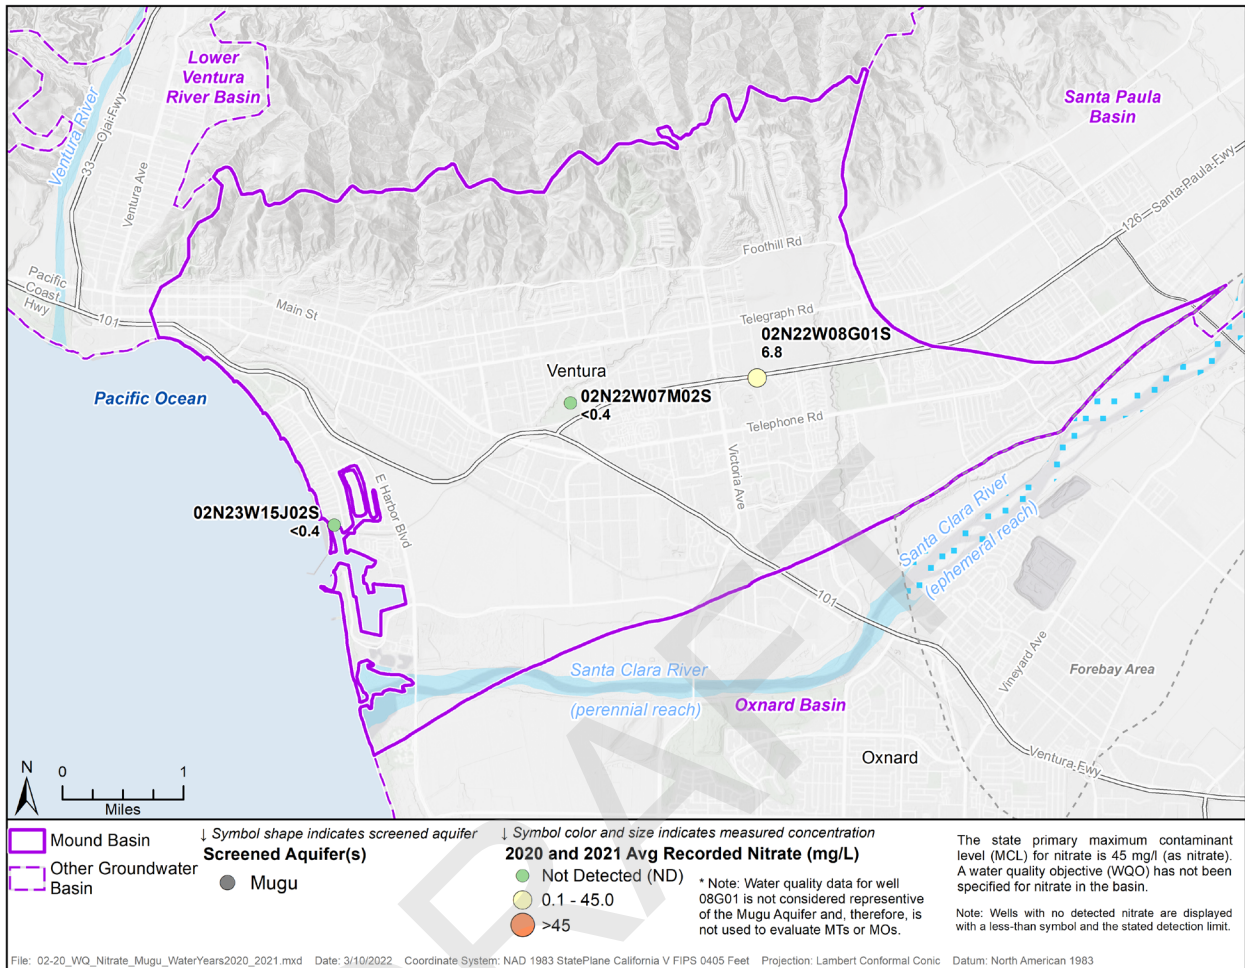 Lower
Ventura
River Basin
Santa Paula
Basin
Ventura River
33
Ojai Fwy
Ventura Ave
126
Santa Paula Fwy
Foothill Rd
Pacific
Coast
Hwy
101
Main St
Telegraph Rd
02N22W08G01S
6.8
Ventura
Pacific Ocean
02N22W07M02S
<0.4
Telephone Rd
Victoria Ave
E Harbor Blvd
02N23W15J02S
<0.4
Santa Clara River
(ephemeral reach)
101
Santa Clara River
(perennial reach)
Oxnard Basin
Vineyard Ave
Forebay Area
Oxnard
Ventura Fwy
N
0 1
Miles
DRAFT
Mound Basin
Other Groundwater
Basin
↓ Symbol shape indicates screened aquifer
Screened Aquifer(s)
Mugu
↓ Symbol color and size indicates measured concentration
2020 and 2021 Avg Recorded Nitrate (mg/L)
Not Detected (ND)
0.1 - 45.0
>45
* Note: Water quality data for well
08G01 is not considered representive
of the Mugu Aquifer and, therefore, is
not used to evaluate MTs or MOs.
The state primary maximum contaminant
level (MCL) for nitrate is 45 mg/l (as nitrate).
A water quality objective (WQO) has not been
specified for nitrate in the basin.
Note: Wells with no detected nitrate are displayed
with a less-than symbol and the stated detection limit.
File: 02-20_WQ_Nitrate_Mugu_WaterYears2020_2021.mxd Date: 3/10/2022 Coordinate System: NAD 1983 StatePlane California V FIPS 0405 Feet Projection: Lambert Conformal Conic Datum: North American 1983